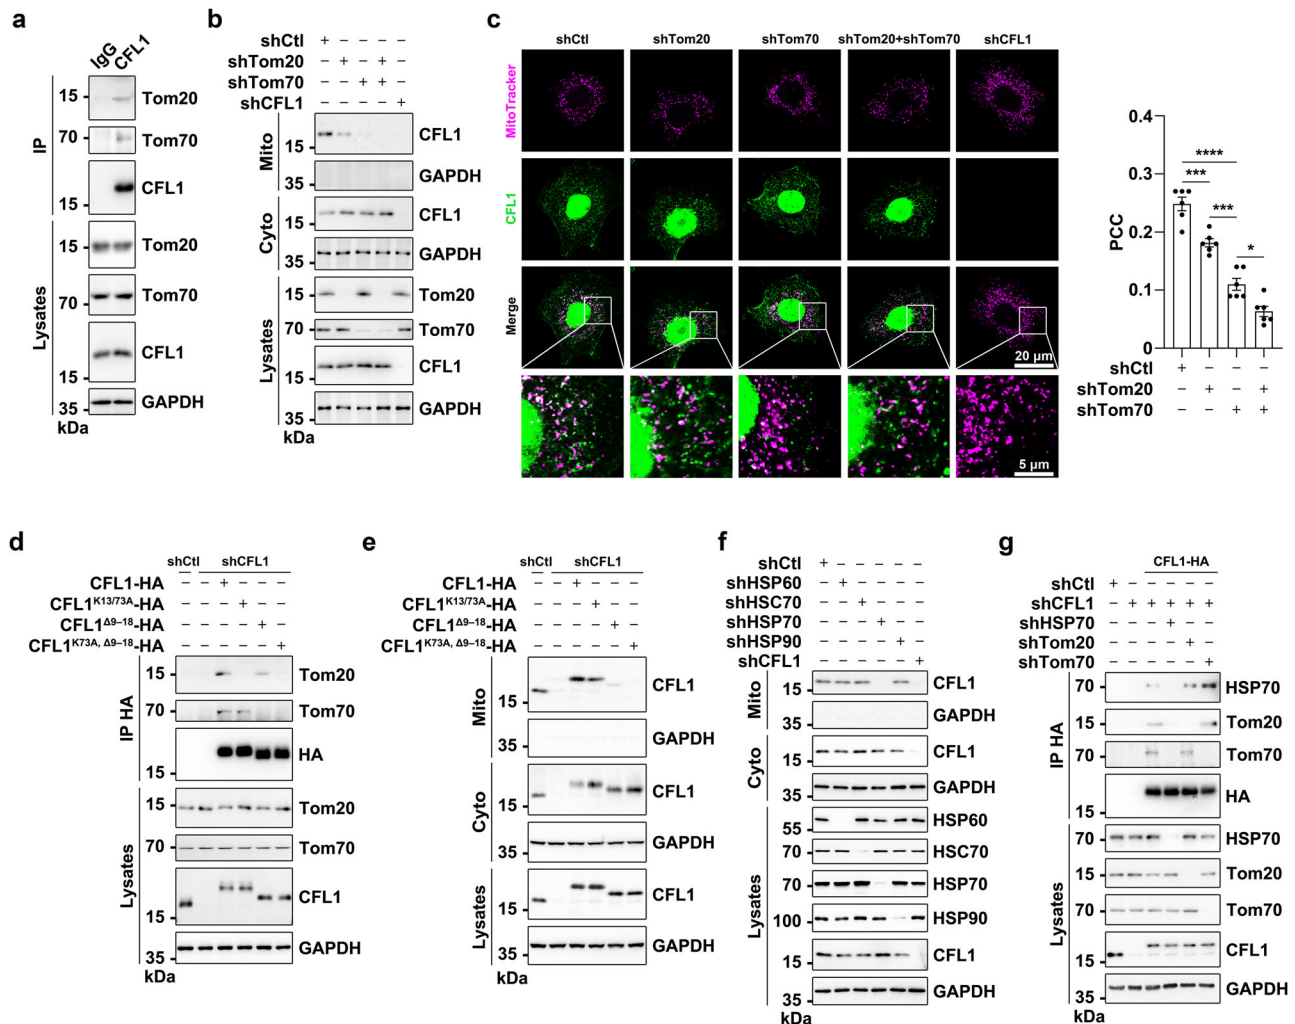 a
IgG
CFL1
IP
15
Tom20
70
Tom70
CFL1
15
Lysates
15
Tom20
70
Tom70
CFL1
15
35
GAPDH
kDa
b
shCtl + − − − −
shTom20 − + − + −
shTom70 − − + + −
shCFL1 − − − − +
Mito
CFL1
15
GAPDH
35
Cyto
CFL1
15
GAPDH
35
Lysates
15
Tom20
70
Tom70
CFL1
15
GAPDH
35
kDa
c
shCtl shTom20 shTom70 shTom20+shTom70 shCFL1
MitoTracker
CFL1
Merge
20 μm
5 μm
PCC
0.4
0.3
0.2
0.1
0
****
***
***
*
shCtl + − − −
shTom20 − + − +
shTom70 − − + +
d
shCtl shCFL1
CFL1-HA − − + − − −
CFL1K13/73A-HA − − − + − −
CFL1Δ9–18-HA − − − − + −
CFL1K73A, Δ9–18-HA − − − − − +
IP HA
15
Tom20
70
Tom70
HA
15
Lysates
15
Tom20
70
Tom70
CFL1
15
GAPDH
35
kDa
e
shCtl shCFL1
CFL1-HA − − + − − −
CFL1K13/73A-HA − − − + − −
CFL1Δ9–18-HA − − − − + −
CFL1K73A, Δ9–18-HA − − − − − +
Mito
CFL1
15
GAPDH
35
Cyto
CFL1
15
GAPDH
35
Lysates
CFL1
15
GAPDH
35
kDa
f
shCtl + − − − − −
shHSP60 − + − − − −
shHSC70 − − + − − −
shHSP70 − − − + − −
shHSP90 − − − − + −
shCFL1 − − − − − +
Mito
CFL1
15
GAPDH
35
Cyto
CFL1
15
GAPDH
35
Lysates
HSP60
55
70
HSC70
70
HSP70
100
HSP90
CFL1
15
GAPDH
35
kDa
g
CFL1-HA
shCtl + − − − − −
shCFL1 − + + + + +
shHSP70 − − − + − −
shTom20 − − − − + −
shTom70 − − − − − +
IP HA
70
HSP70
15
Tom20
70
Tom70
HA
15
Lysates
70
HSP70
15
Tom20
70
Tom70
CFL1
15
GAPDH
35
kDa